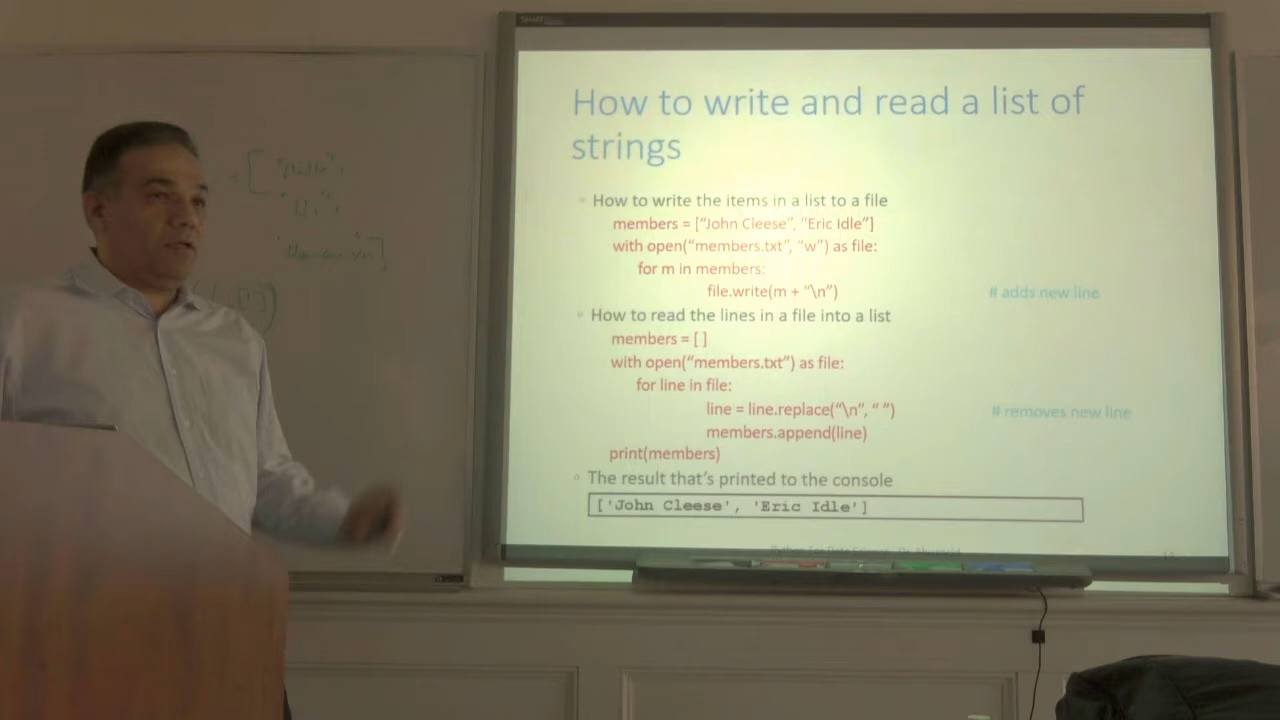 How to write and read a list of
strings
How to write the items in a list to a file
members = ["John Cleese", "Eric Idle"]
with open("members.txt", "w") as file:
for m in members:
file.write(m + "\n") # adds new line
How to read the lines in a file into a list
members = [ ]
with open("members.txt") as file:
for line in file:
line = line.replace("\n", " ") # removes new line
members.append(line)
print(members)
The result that's printed to the console
['John Cleese', 'Eric Idle']